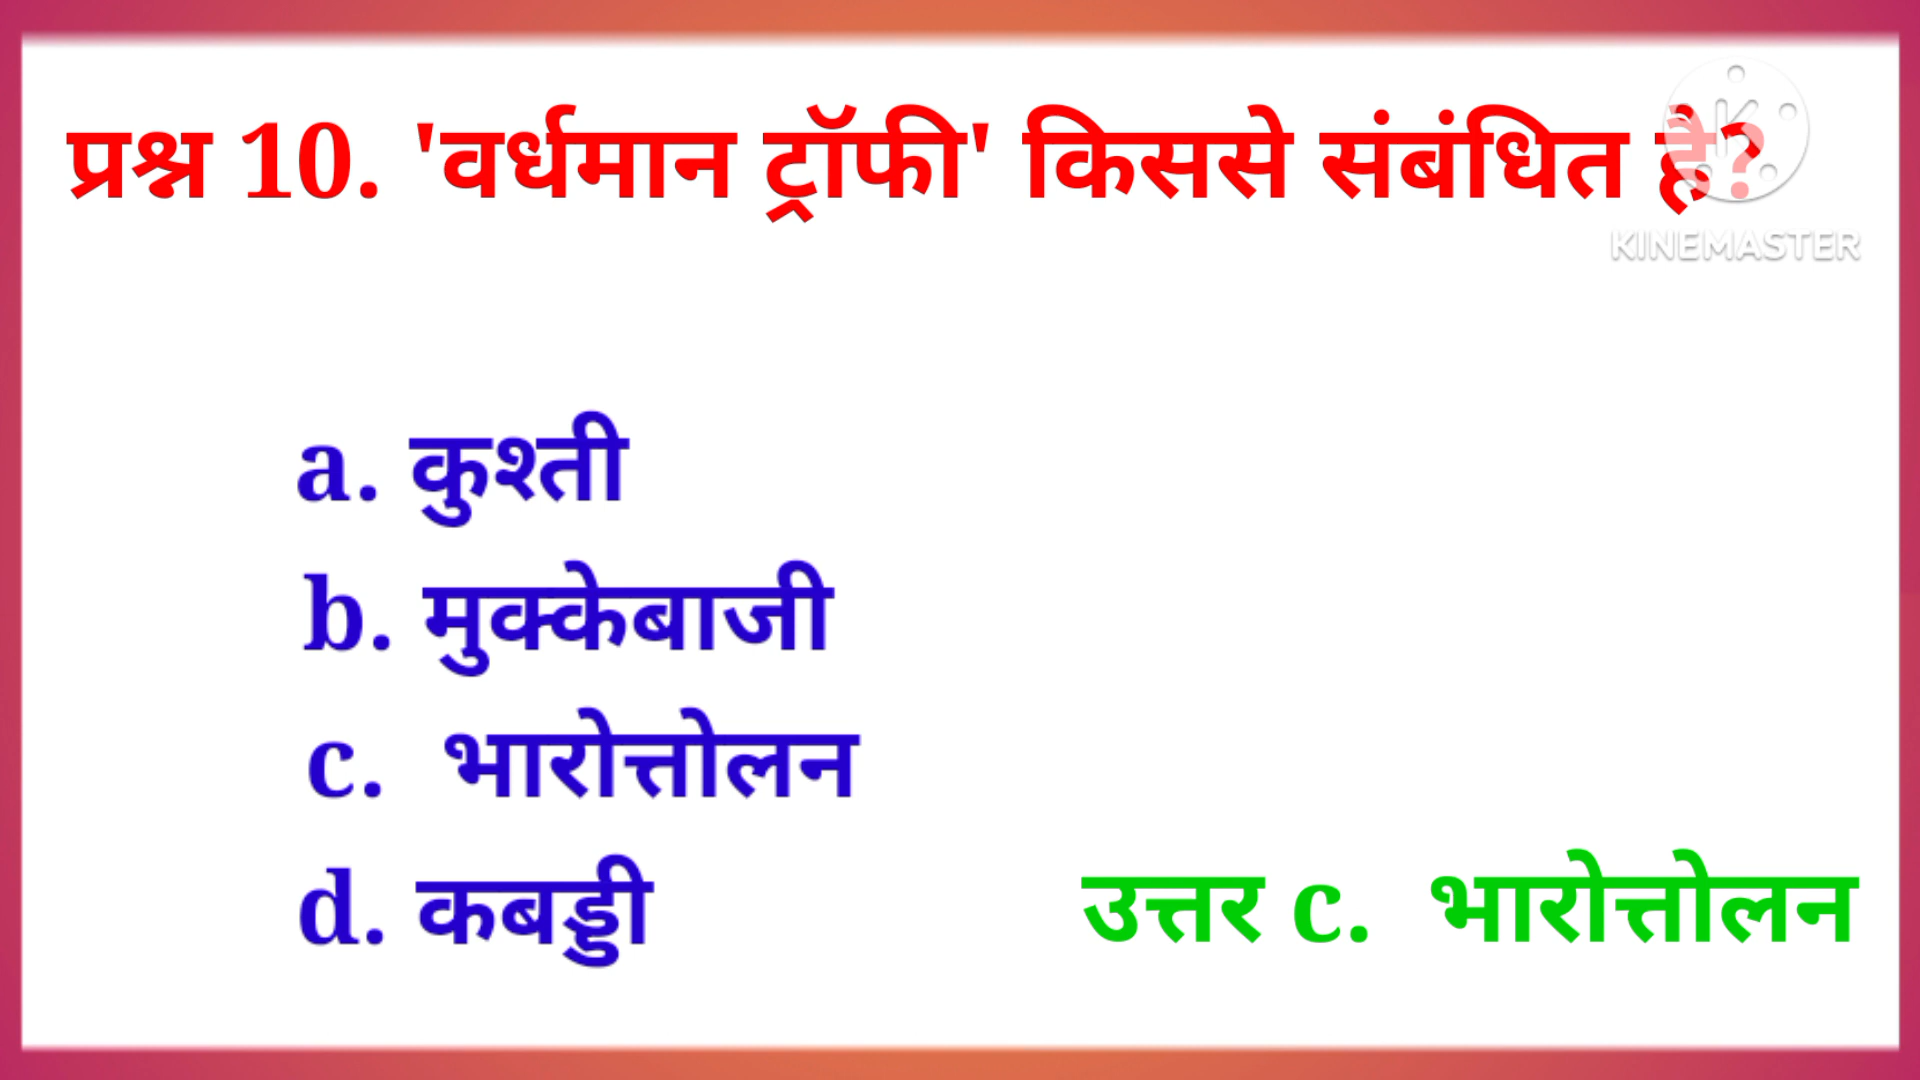 प्रश्न 10. 'वर्धमान ट्रॉफी' किससे संबंधित है?
KINEMASTER
a. कुश्ती
b. मुक्केबाजी
c. भारोत्तोलन
d. कबड्डी
उत्तर c. भारोत्तोलन